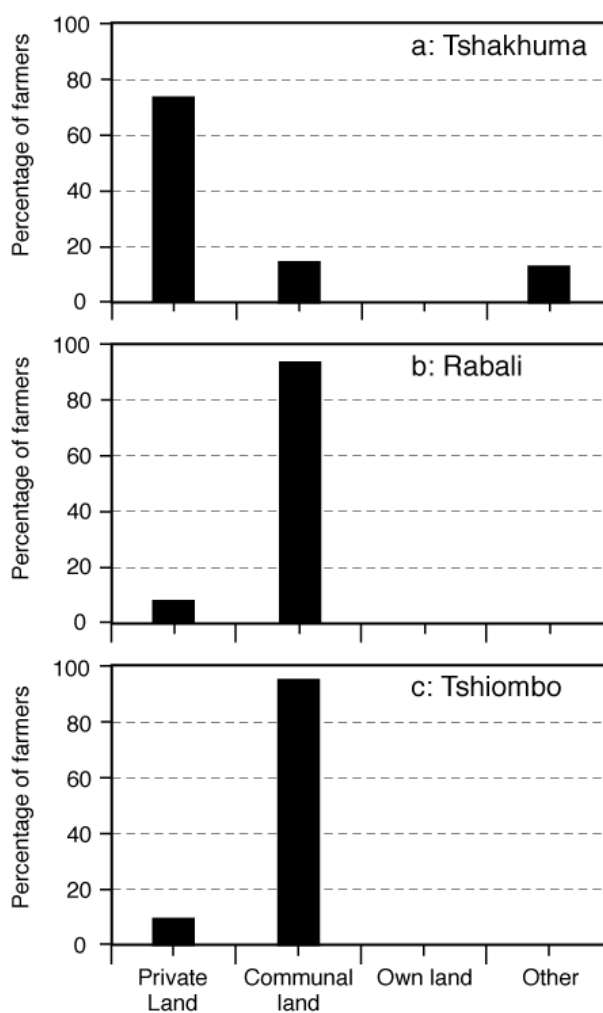 Percentage of farmers
100
80
60
40
20
0
a: Tshakhuma
Percentage of farmers
100
80
60
40
20
0
b: Rabali
Percentage of farmers
100
80
60
40
20
0
c: Tshiombo
Private Land
Communal land
Own land
Other